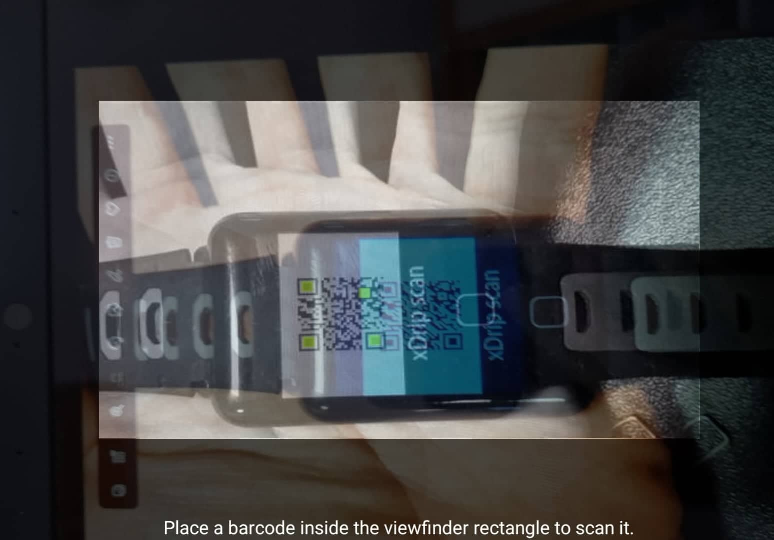 xDrip scan
xDrip scan
Place a barcode inside the viewfinder rectangle to scan it.